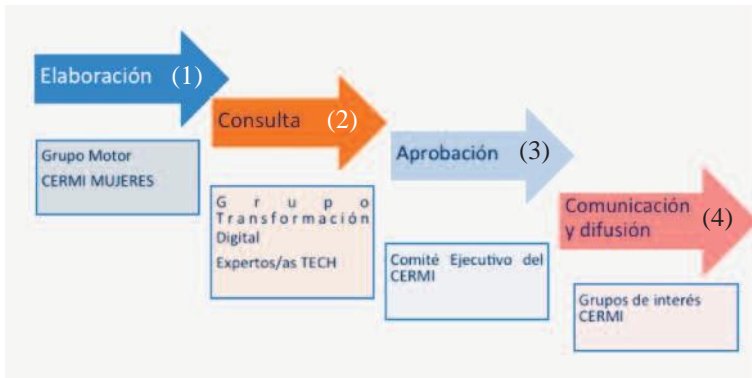 Elaboración (1)
Grupo Motor
CERMI MUJERES
Consulta (2)
Grupo
Transformación
Digital
Expertos/as TECH
Aprobación (3)
Comité Ejecutivo del
CERMI
Comunicación
y difusión (4)
Grupos de interés
CERMI